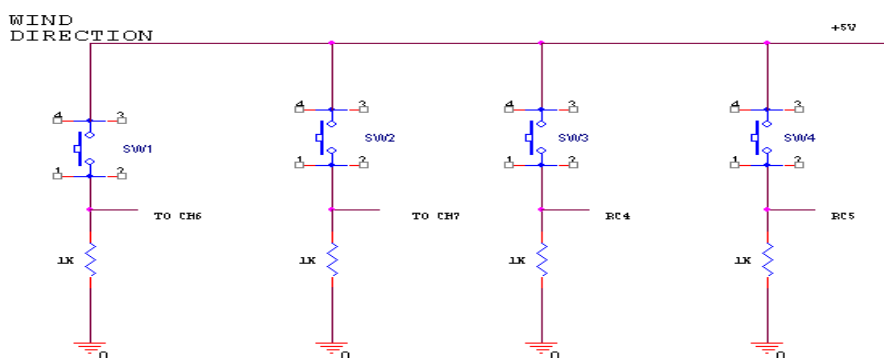 WIND
DIRECTION
+5V
4 3 4 3 4 3 4 3
SW1 SW2 SW3 SW4
1 2 1 2 1 2 1 2
TO CH6 TO CH7 RC4 RC5
1K 1K 1K 1K
0 0 0 0